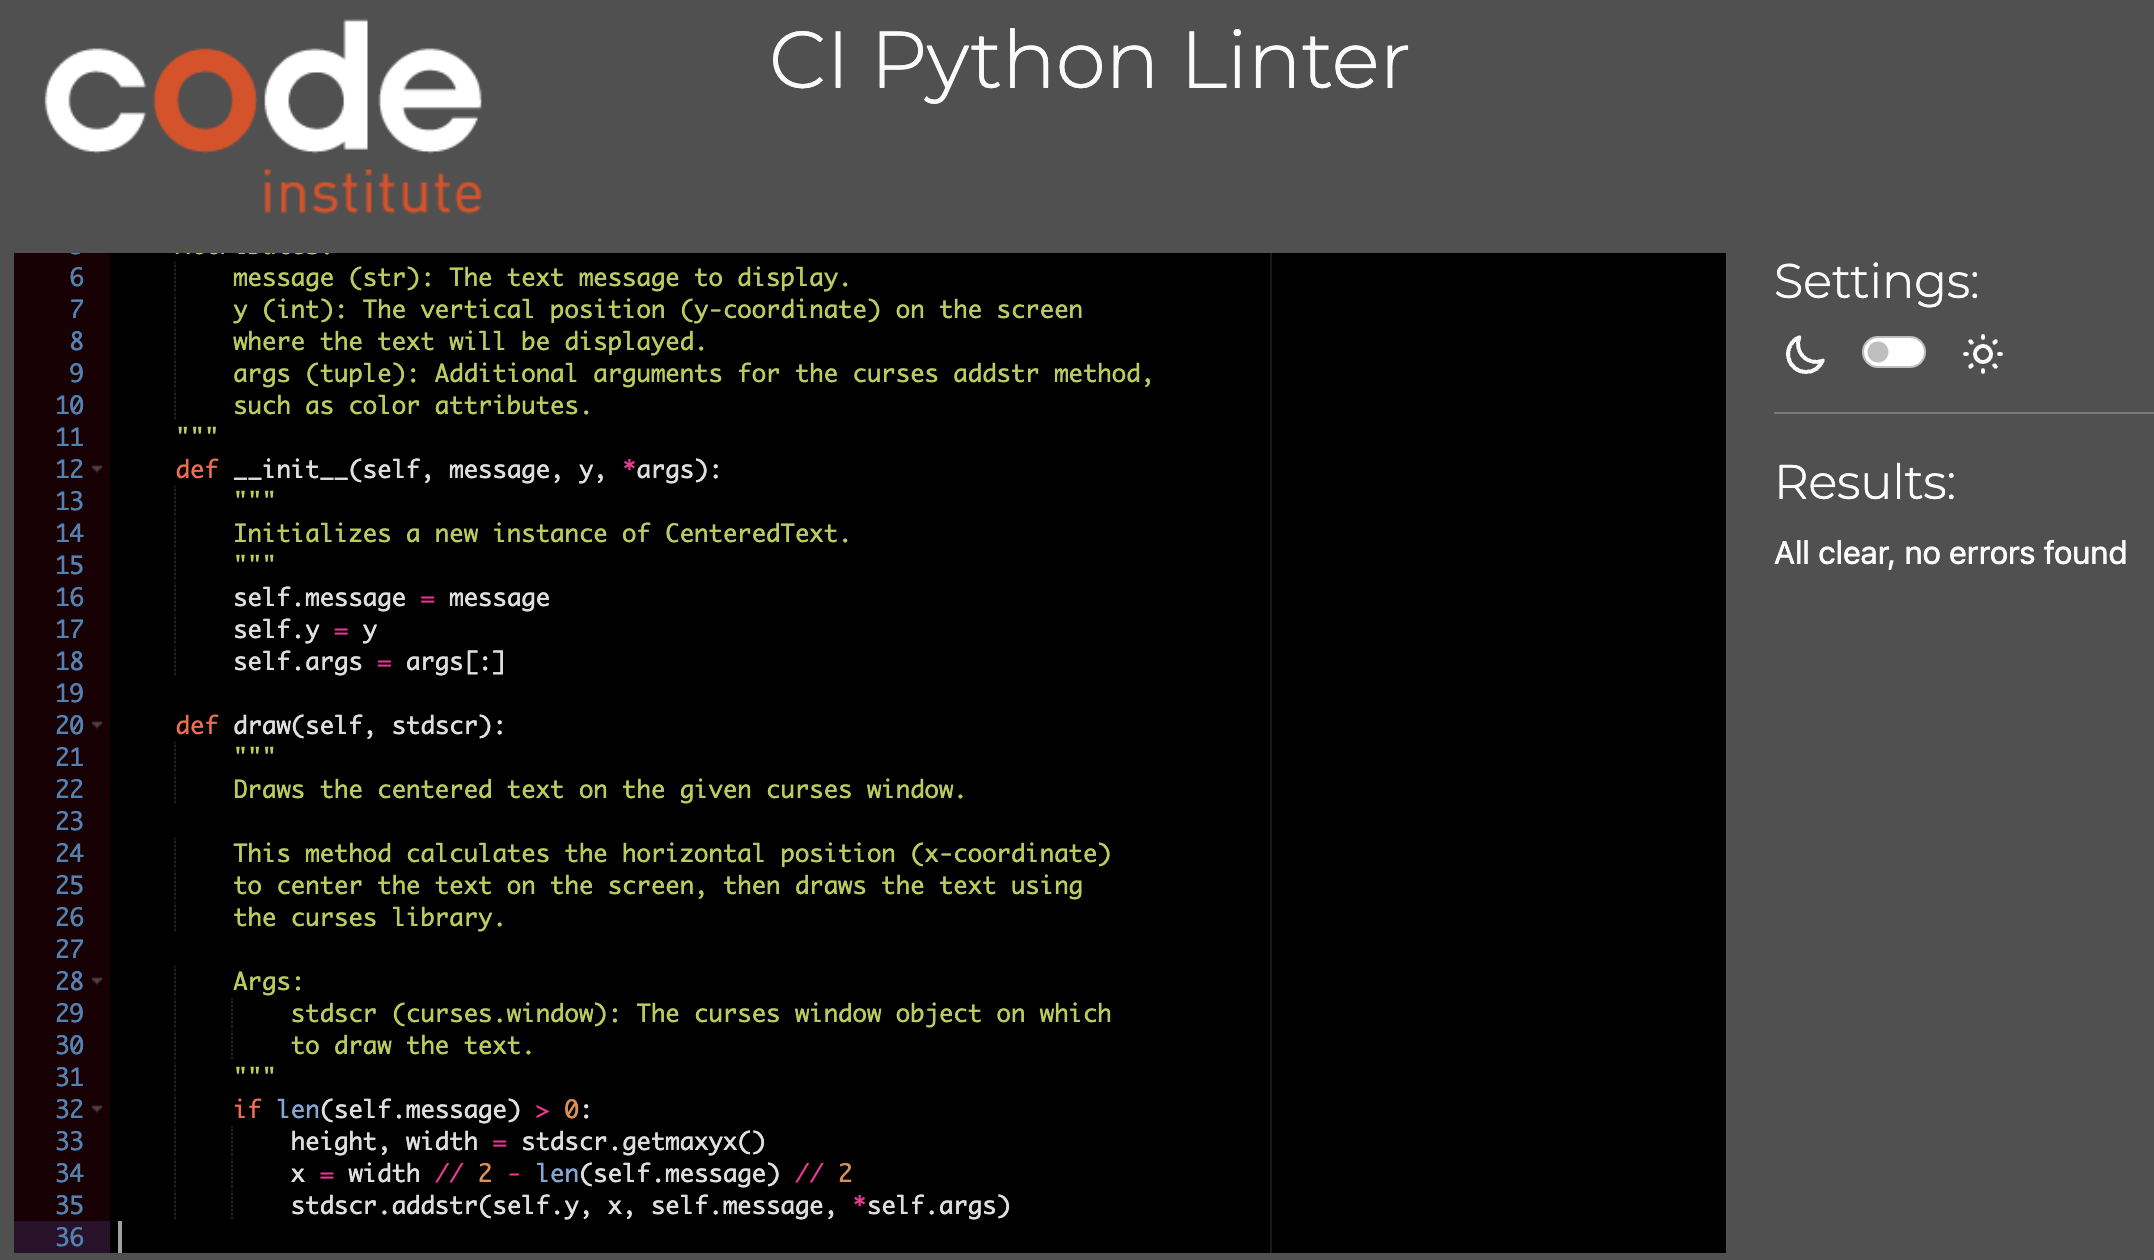 code
institute
CI Python Linter
6 message (str): The text message to display.
7 y (int): The vertical position (y-coordinate) on the screen
8 where the text will be displayed.
9 args (tuple): Additional arguments for the curses addstr method,
10 such as color attributes.
11 """
12 def __init__(self, message, y, *args):
13 """
14 Initializes a new instance of CenteredText.
15 """
16 self.message = message
17 self.y = y
18 self.args = args[:]
19
20 def draw(self, stdscr):
21 """
22 Draws the centered text on the given curses window.
23
24 This method calculates the horizontal position (x-coordinate)
25 to center the text on the screen, then draws the text using
26 the curses library.
27
28 Args:
29 stdscr (curses.window): The curses window object on which
30 to draw the text.
31 """
32 if len(self.message) > 0:
33 height, width = stdscr.getmaxyx()
34 x = width // 2 - len(self.message) // 2
35 stdscr.addstr(self.y, x, self.message, *self.args)
36
Settings:
Results:
All clear, no errors found